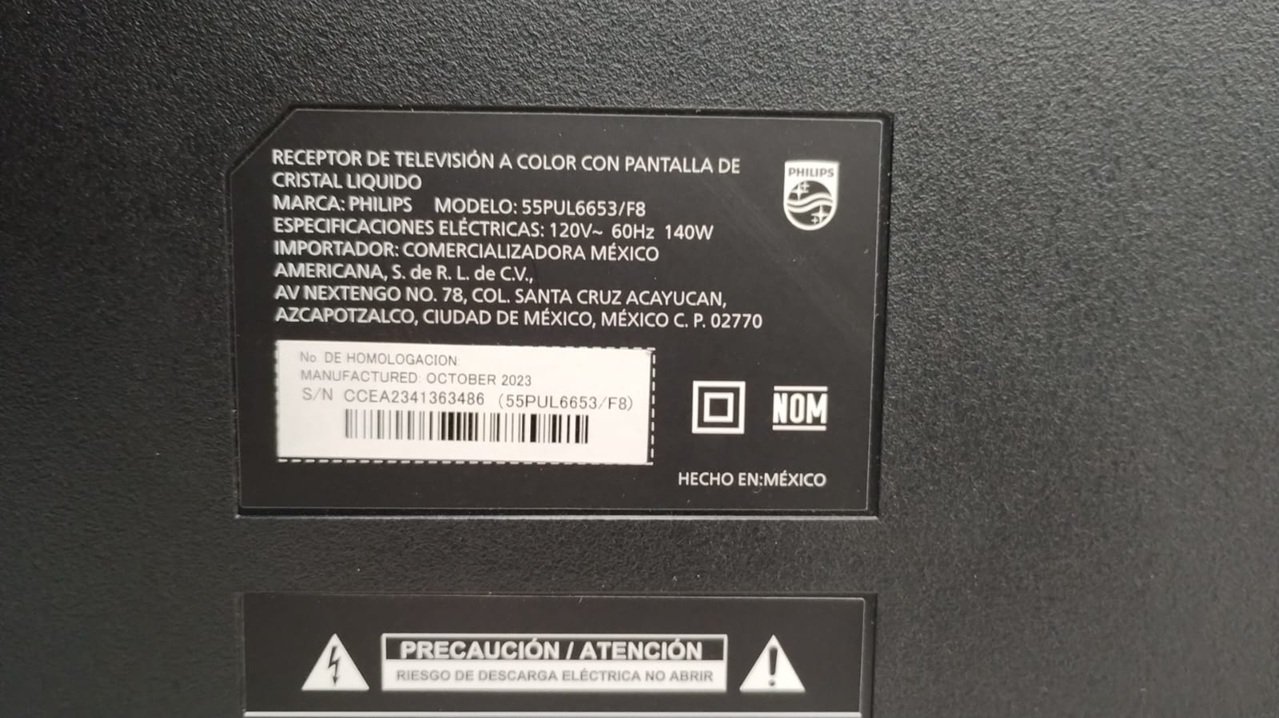 RECEPTOR DE TELEVISIÓN A COLOR CON PANTALLA DE
CRISTAL LIQUIDO
MARCA: PHILIPS MODELO: 55PUL6653/F8
ESPECIFICACIONES ELÉCTRICAS: 120V~ 60Hz 140W
IMPORTADOR: COMERCIALIZADORA MÉXICO
AMERICANA, S. de R. L. de C.V.,
AV NEXTENGO NO. 78, COL. SANTA CRUZ ACAYUCAN,
AZCAPOTZALCO, CIUDAD DE MÉXICO, MÉXICO C. P. 02770
PHILIPS
No. DE HOMOLOGACION:
MANUFACTURED: OCTOBER 2023
S/N CCEA2341363486 (55PUL6653/F8)
NOM
HECHO EN:MÉXICO
PRECAUCIÓN / ATENCIÓN
RIESGO DE DESCARGA ELÉCTRICA NO ABRIR